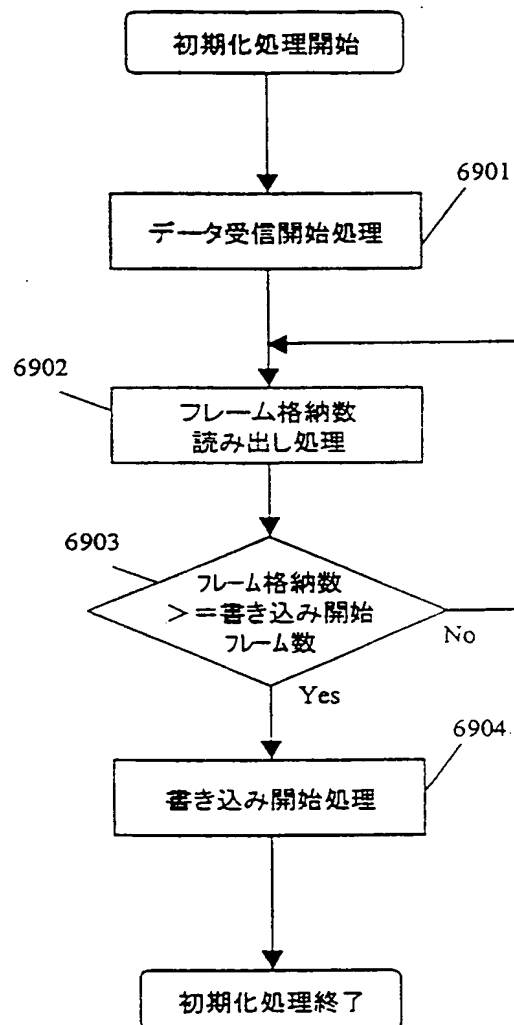 初期化処理開始
6901
データ受信開始処理
6902
フレーム格納数
読み出し処理
6903
フレーム格納数
>=書き込み開始
フレーム数
No
Yes
6904
書き込み開始処理
初期化処理終了